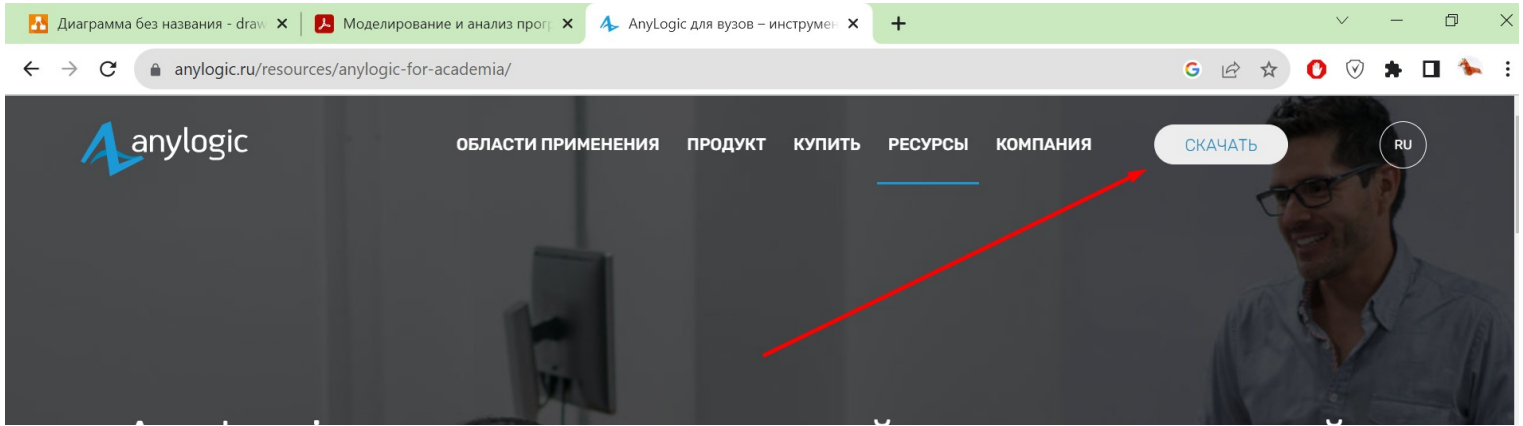 Диаграмма без названия - draw
Моделирование и анализ прогр
AnyLogic для вузов – инструмен
anylogic.ru/resources/anylogic-for-academia/
anylogic
ОБЛАСТИ ПРИМЕНЕНИЯ ПРОДУКТ КУПИТЬ РЕСУРСЫ КОМПАНИЯ СКАЧАТЬ RU